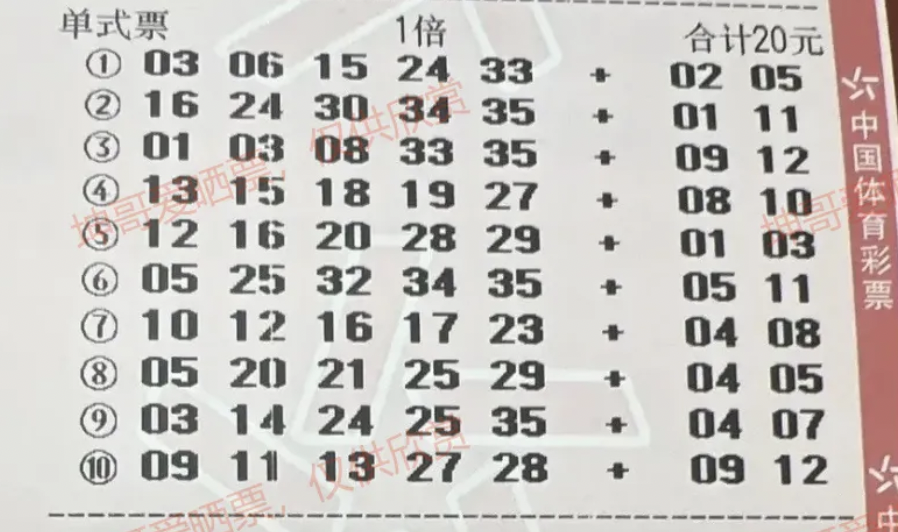 单式票 1倍 合计20元
① 03 06 15 24 33 + 02 05
② 16 24 30 34 35 + 01 11
③ 01 03 08 33 35 + 09 12
④ 13 15 18 19 27 + 08 10
⑤ 12 16 20 28 29 + 01 03
⑥ 05 25 32 34 35 + 05 11
⑦ 10 12 16 17 23 + 04 08
⑧ 05 20 21 25 29 + 04 05
⑨ 03 14 24 25 35 + 04 07
⑩ 09 11 13 27 28 + 09 12
中国体育彩票
中
坤哥爱晒票，仅供欣赏
坤哥爱
哥爱晒票，仅供欣赏